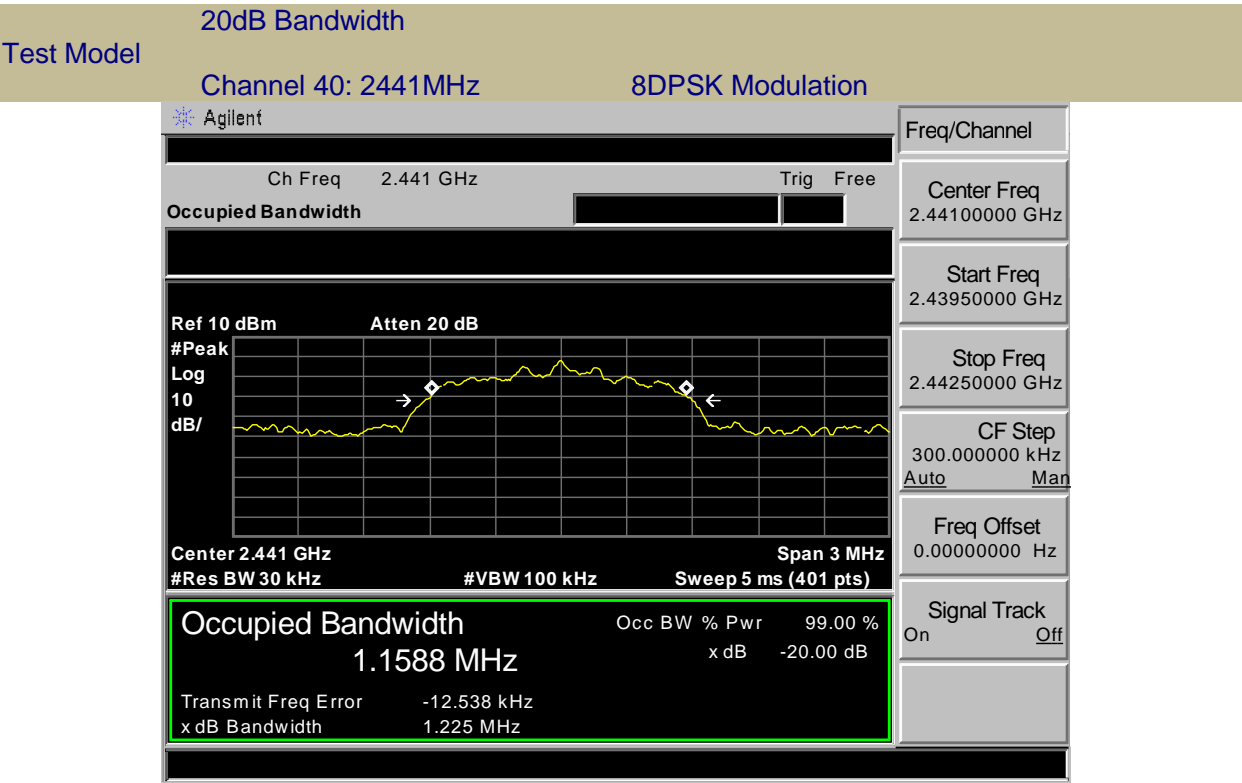 20dB Bandwidth
Test Model
Channel 40: 2441MHz 8DPSK Modulation
Agilent
Freq/Channel
Ch Freq 2.441 GHz Trig Free
Occupied Bandwidth
Center Freq
2.44100000 GHz
Start Freq
2.43950000 GHz
Stop Freq
2.44250000 GHz
CF Step
300.000000 kHz
Auto Man
Freq Offset
0.00000000 Hz
Signal Track
On Off
Ref 10 dBm Atten 20 dB
#Peak
Log
10
dB/
Center 2.441 GHz Span 3 MHz
#Res BW 30 kHz #VBW 100 kHz Sweep 5 ms (401 pts)
Occupied Bandwidth
1.1588 MHz
Occ BW % Pwr 99.00 %
x dB -20.00 dB
Transmit Freq Error -12.538 kHz
x dB Bandwidth 1.225 MHz